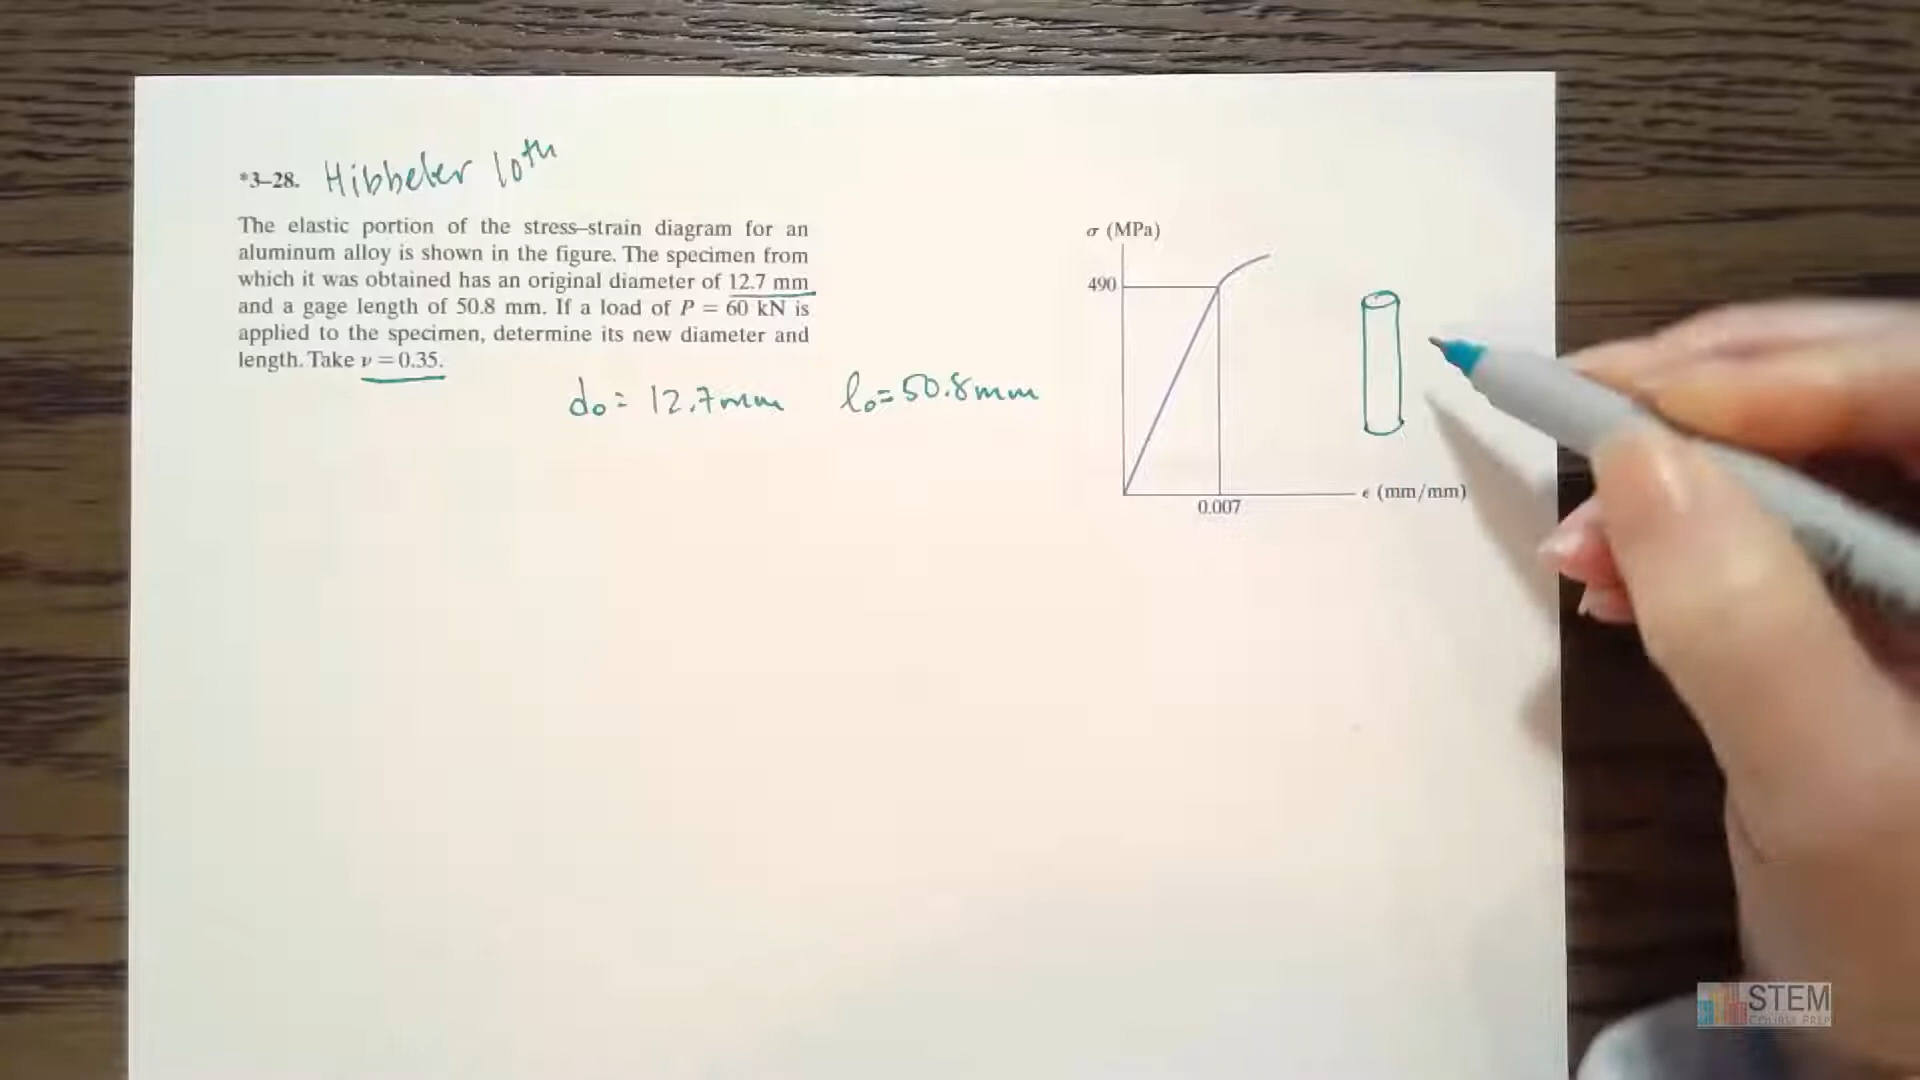 *3–28. Hibbeler 10th
The elastic portion of the stress–strain diagram for an
aluminum alloy is shown in the figure. The specimen from
which it was obtained has an original diameter of 12.7 mm
and a gage length of 50.8 mm. If a load of P = 60 kN is
applied to the specimen, determine its new diameter and
length. Take ν = 0.35.
d₀ = 12.7mm l₀=50.8mm
σ (MPa)
490
0.007
ϵ (mm/mm)
STEM
COURSE PREP